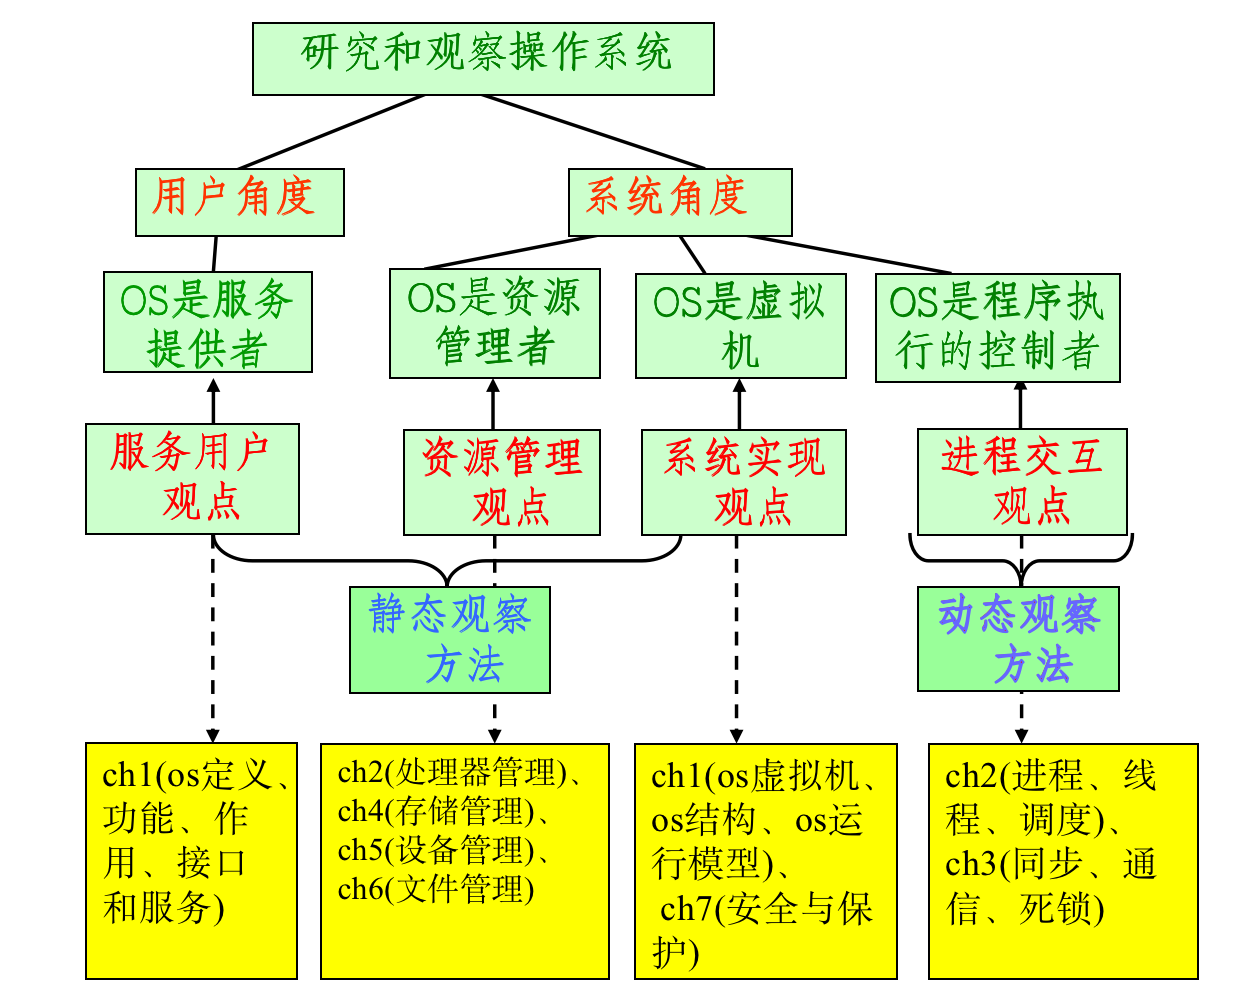 研究和观察操作系统
用户角度
系统角度
OS是服务
提供者
OS是资源
管理者
OS是虚拟
机
OS是程序执
行的控制者
服务用户
观点
资源管理
观点
系统实现
观点
进程交互
观点
静态观察
方法
动态观察
方法
ch1(os定义、
功能、作
用、接口
和服务)
ch2(处理器管理)、
ch4(存储管理)、
ch5(设备管理)、
ch6(文件管理)
ch1(os虚拟机、
os结构、os运
行模型)、
ch7(安全与保
护)
ch2(进程、线
程、调度)、
ch3(同步、通
信、死锁)